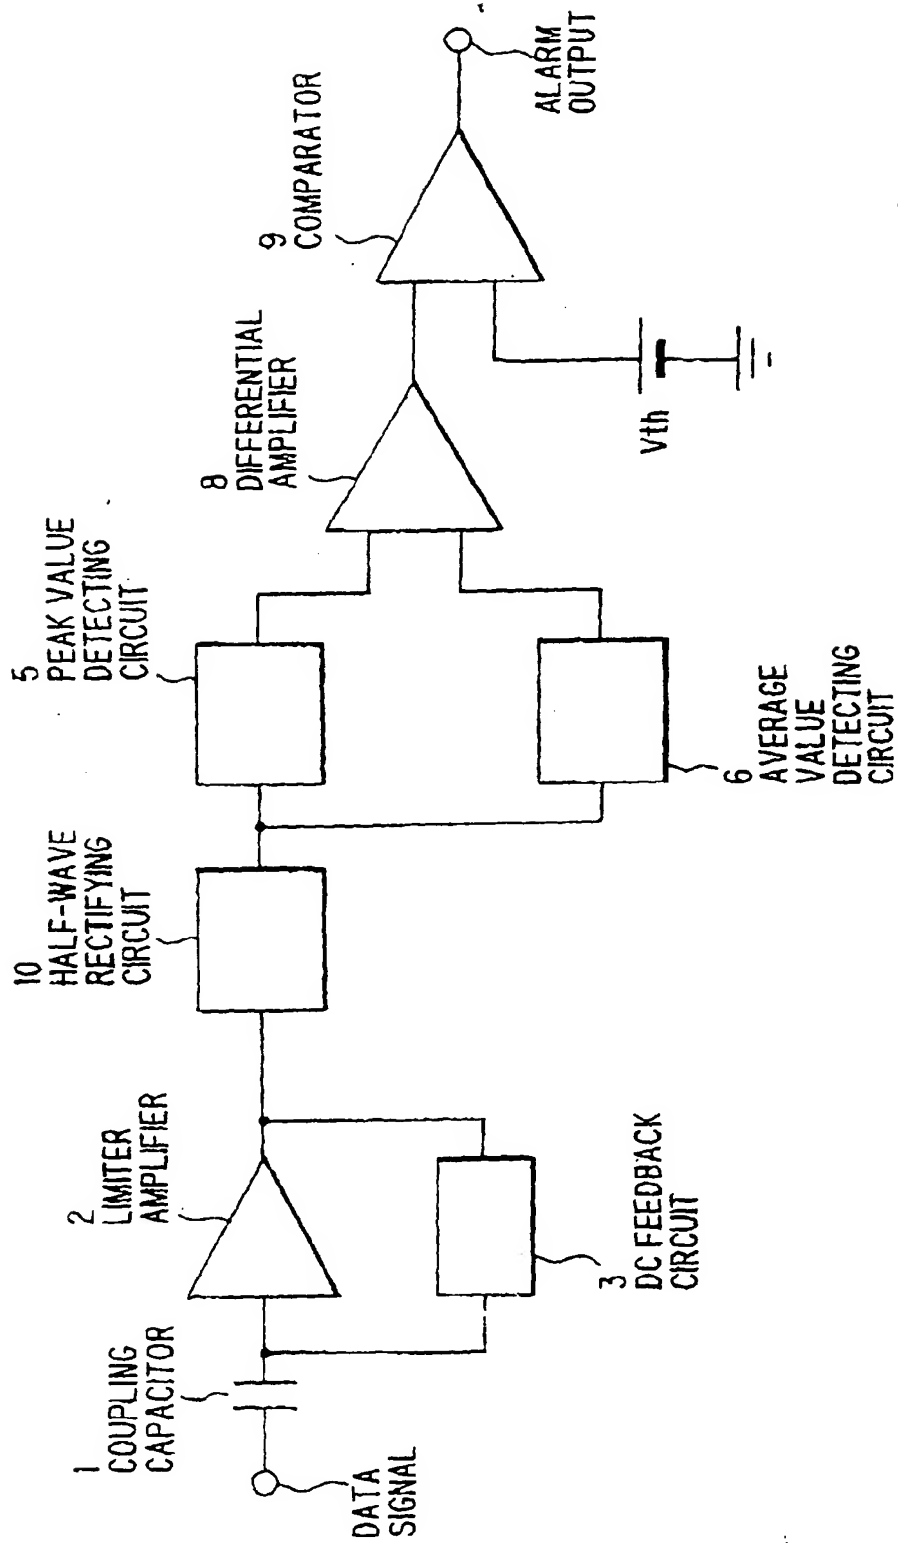 DATA
SIGNAL
1
COUPLING
CAPACITOR
2
LIMITER
AMPLIFIER
3
DC FEEDBACK
CIRCUIT
10
HALF-WAVE
RECTIFYING
CIRCUIT
5
PEAK VALUE
DETECTING
CIRCUIT
6
AVERAGE
VALUE
DETECTING
CIRCUIT
8
DIFFERENTIAL
AMPLIFIER
Vth
9
COMPARATOR
ALARM
OUTPUT